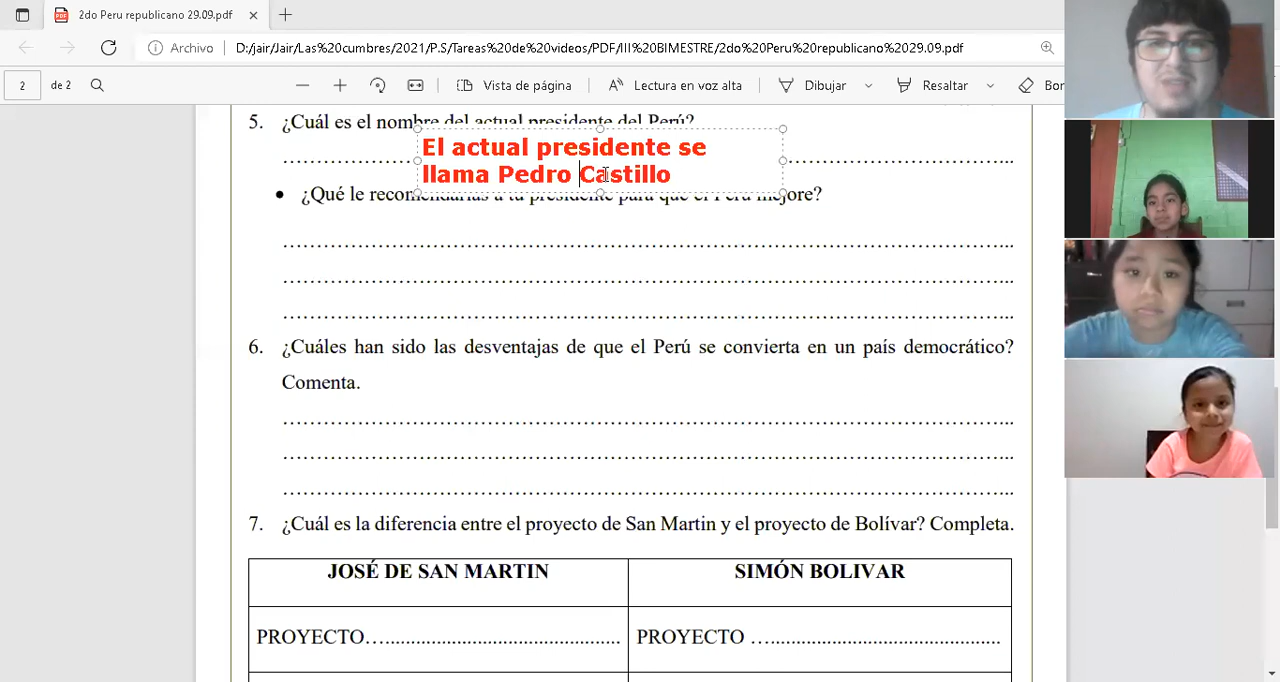 2do Peru republicano 29.09.pdf
Archivo
D:/jair/Jair/Las%20cumbres/2021/P.S/Tareas%20de%20videos/PDF/III%20BIMESTRE/2do%20Peru%20republicano%2029.09.pdf
2 de 2
Vista de página
Lectura en voz alta
Dibujar
Resaltar
Bor
5. ¿Cuál es el nombre del actual presidente del Perú?
El actual presidente se
llama Pedro Castillo
• ¿Qué le recomendarías a tu presidente para que el Perú mejore?
6. ¿Cuáles han sido las desventajas de que el Perú se convierta en un país democrático?
Comenta.
7. ¿Cuál es la diferencia entre el proyecto de San Martin y el proyecto de Bolívar? Completa.
JOSÉ DE SAN MARTIN
SIMÓN BOLIVAR
PROYECTO…............................................
PROYECTO …...........................................